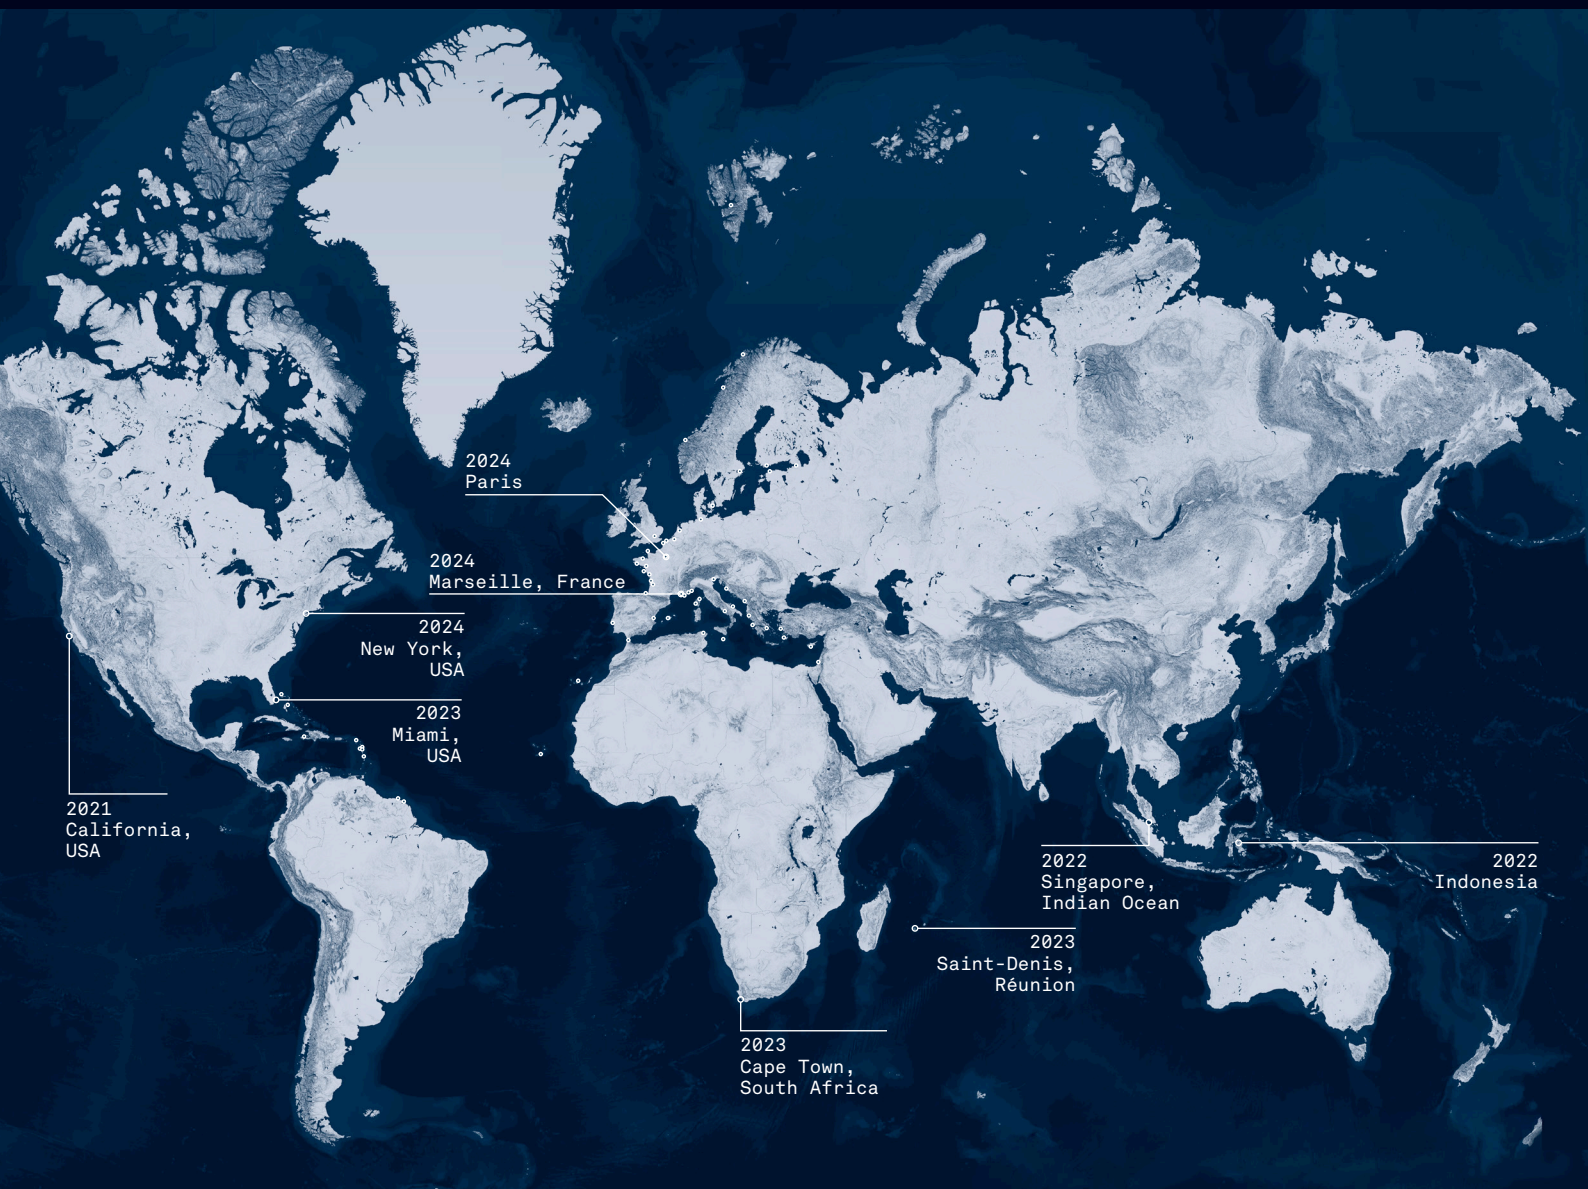 2024
Paris
2024
Marseille, France
2024
New York,
USA
2023
Miami,
USA
2021
California,
USA
2022
Singapore,
Indian Ocean
2022
Indonesia
2023
Saint-Denis,
Réunion
2023
Cape Town,
South Africa